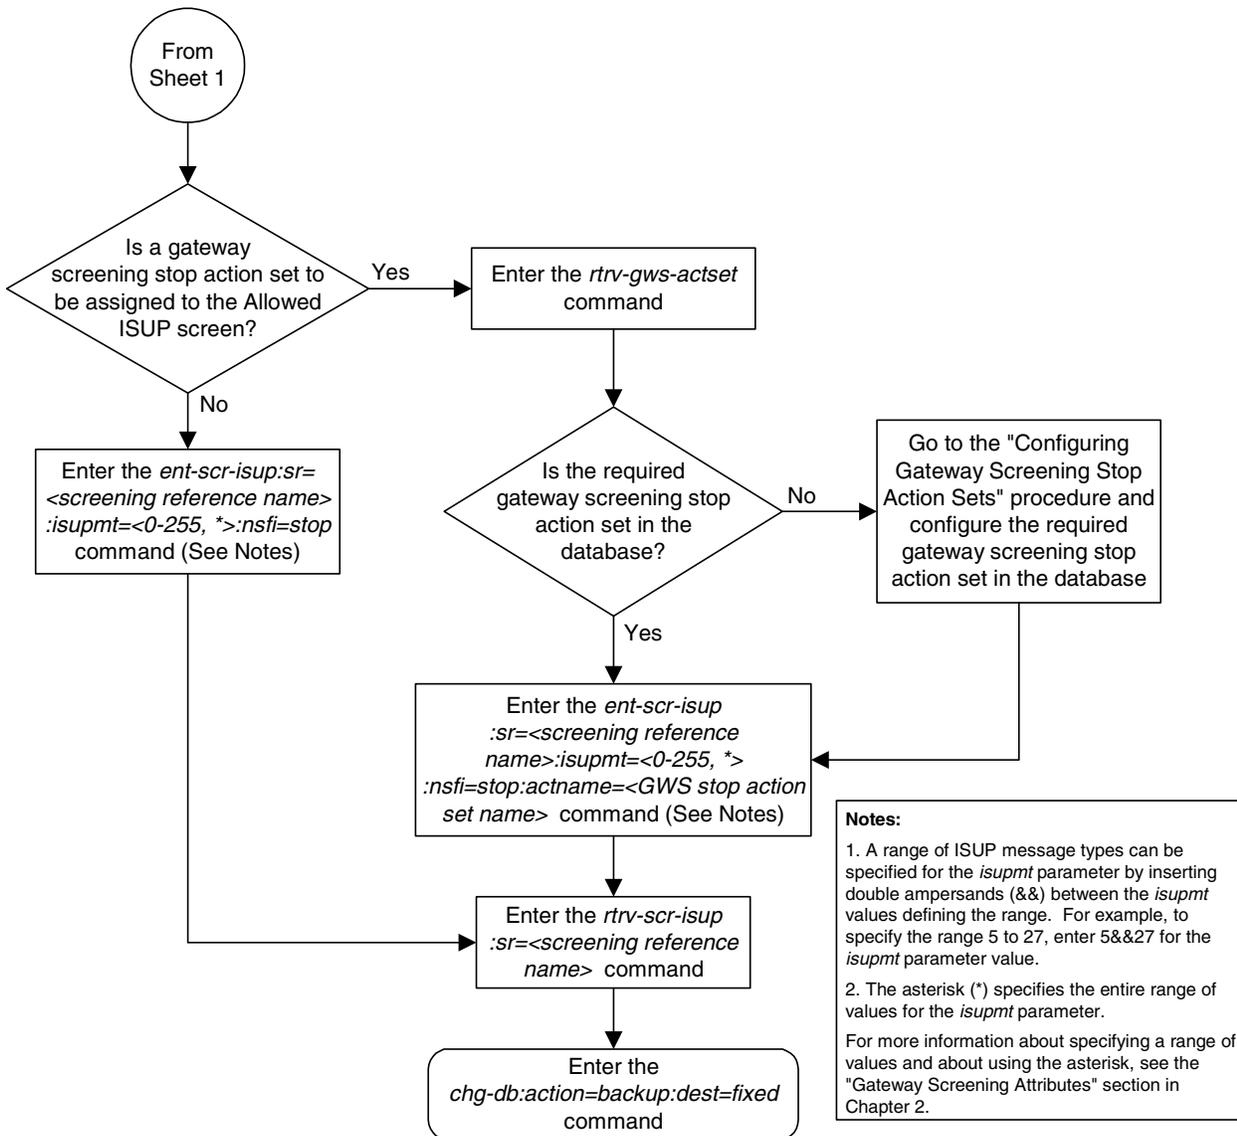 From
Sheet 1
Is a gateway
screening stop action set to
be assigned to the Allowed
ISUP screen?
Yes
Enter the rtrv-gws-actset
command
No
Enter the ent-scr-isup:sr=
<screening reference name>
:isupmt=<0-255, *>:nsfi=stop
command (See Notes)
Is the required
gateway screening stop
action set in the
database?
No
Go to the "Configuring
Gateway Screening Stop
Action Sets" procedure and
configure the required
gateway screening stop
action set in the database
Yes
Enter the ent-scr-isup
:sr=<screening reference
name>:isupmt=<0-255, *>
:nsfi=stop:actname=<GWS stop action
set name> command (See Notes)
Enter the rtrv-scr-isup
:sr=<screening reference
name> command
Enter the
chg-db:action=backup:dest=fixed
command
Notes:
1. A range of ISUP message types can be
specified for the isupmt parameter by inserting
double ampersands (&&) between the isupmt
values defining the range. For example, to
specify the range 5 to 27, enter 5&&27 for the
isupmt parameter value.
2. The asterisk (*) specifies the entire range of
values for the isupmt parameter.
For more information about specifying a range of
values and about using the asterisk, see the
"Gateway Screening Attributes" section in
Chapter 2.